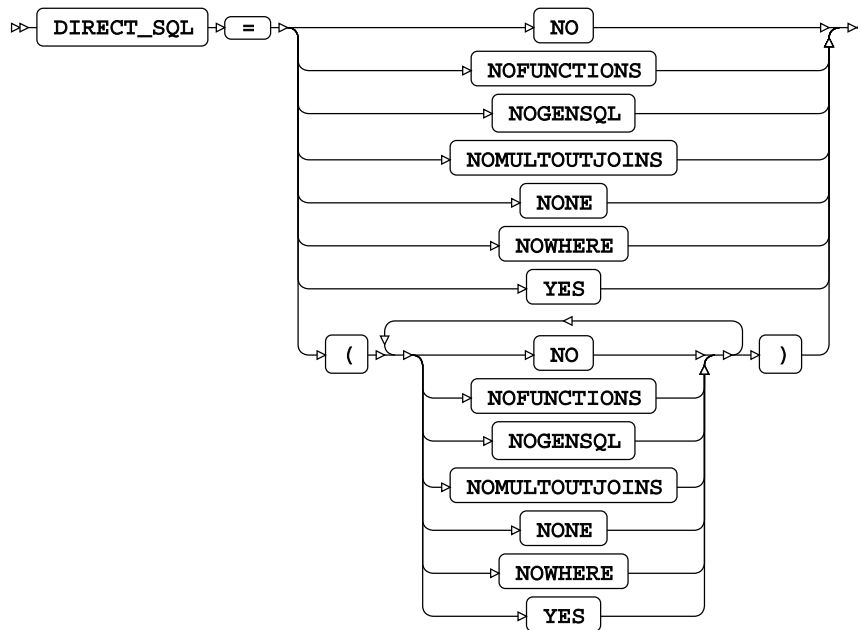 DIRECT_SQL = NO
NOFUNCTIONS
NOGENSQL
NOMULTOUTJOINS
NONE
NOWHERE
YES
( NO )
NOFUNCTIONS
NOGENSQL
NOMULTOUTJOINS
NONE
NOWHERE
YES